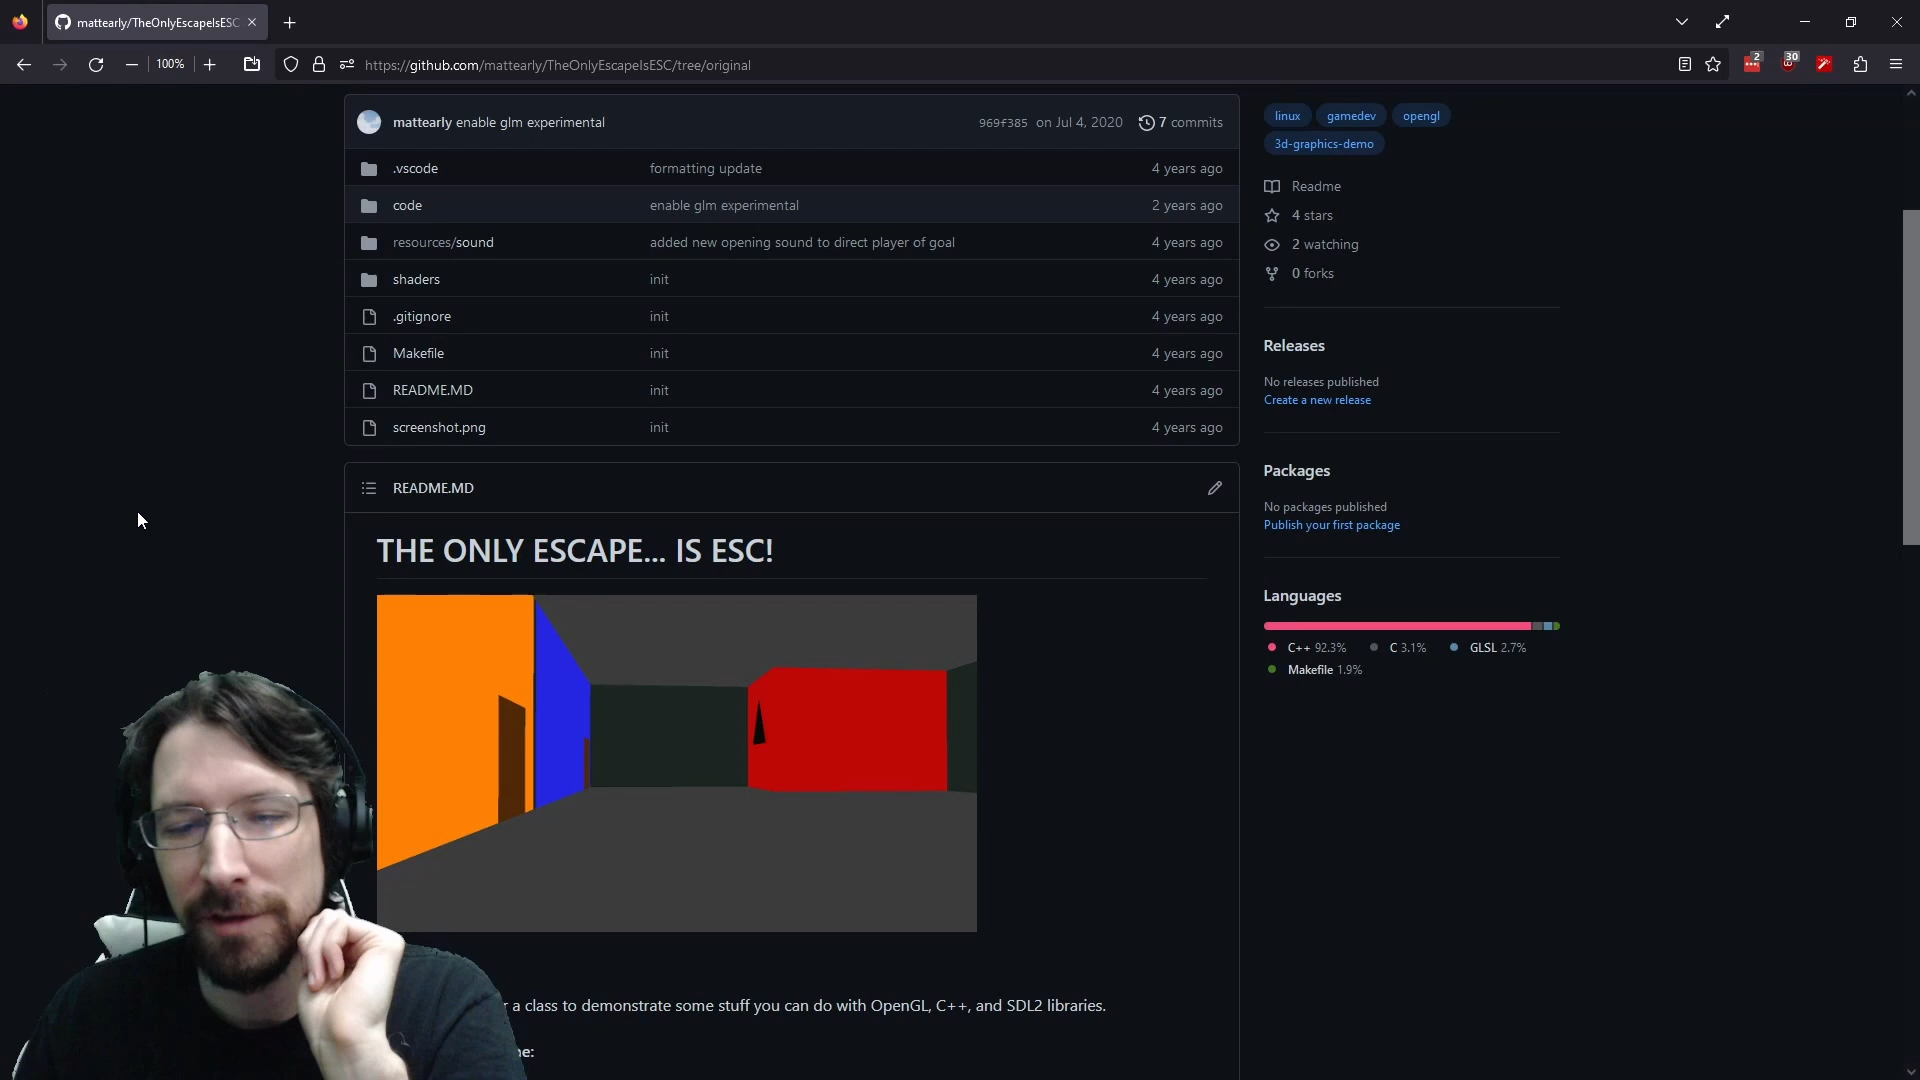 mattearly/TheOnlyEscapeIsESC
100%
https://github.com/mattearly/TheOnlyEscapeIsESC/tree/original
2
30
mattearly enable glm experimental
969f385 on Jul 4, 2020 7 commits
.vscode formatting update 4 years ago
code enable glm experimental 2 years ago
resources/sound added new opening sound to direct player of goal 4 years ago
shaders init 4 years ago
.gitignore init 4 years ago
Makefile init 4 years ago
README.MD init 4 years ago
screenshot.png init 4 years ago
README.MD
THE ONLY ESCAPE... IS ESC!
a class to demonstrate some stuff you can do with OpenGL, C++, and SDL2 libraries.
linux gamedev opengl
3d-graphics-demo
Readme
4 stars
2 watching
0 forks
Releases
No releases published
Create a new release
Packages
No packages published
Publish your first package
Languages
C++ 92.3% C 3.1% GLSL 2.7%
Makefile 1.9%